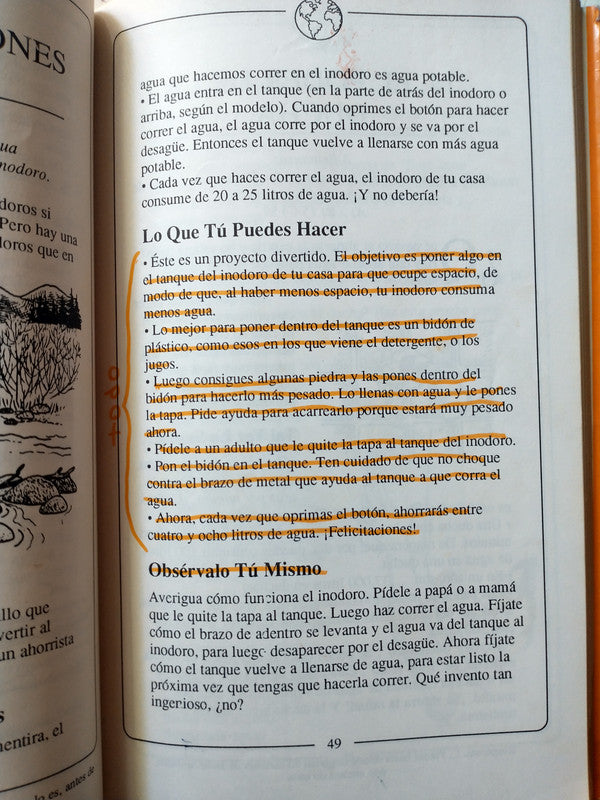 ONES
ua
nodoro.
doros si
Pero hay una
doros que en
llo que
vertir al
un ahorrista
s
nentira, el
lo es, antes de
agua que hacemos correr en el inodoro es agua potable.
• El agua entra en el tanque (en la parte de atrás del inodoro o
arriba, según el modelo). Cuando oprimes el botón para hacer
correr el agua, el agua corre por el inodoro y se va por el
desagüe. Entonces el tanque vuelve a llenarse con más agua
potable.
• Cada vez que haces correr el agua, el inodoro de tu casa
consume de 20 a 25 litros de agua. ¡Y no debería!
Lo Que Tú Puedes Hacer
todo
• Éste es un proyecto divertido. El objetivo es poner algo en
el tanque del inodoro de tu casa para que ocupe espacio, de
modo de que, al haber menos espacio, tu inodoro consuma
menos agua.
• Lo mejor para poner dentro del tanque es un bidón de
plástico, como esos en los que viene el detergente, o los
jugos.
• Luego consigues algunas piedra y las pones dentro del
bidón para hacerlo más pesado. Lo llenas con agua y le pones
la tapa. Pide ayuda para acarrearlo porque estará muy pesado
ahora.
• Pídele a un adulto que le quite la tapa al tanque del inodoro.
• Pon el bidón en el tanque. Ten cuidado de que no choque
contra el brazo de metal que ayuda al tanque a que corra el
agua.
• Ahora, cada vez que oprimas el botón, ahorrarás entre
cuatro y ocho litros de agua. ¡Felicitaciones!
Obsérvalo Tú Mismo
Averigua cómo funciona el inodoro. Pídele a papá o a mamá
que le quite la tapa al tanque. Luego haz correr el agua. Fíjate
cómo el brazo de adentro se levanta y el agua va del tanque al
inodoro, para luego desaparecer por el desagüe. Ahora fíjate
cómo el tanque vuelve a llenarse de agua, para estar listo la
próxima vez que tengas que hacerla correr. Qué invento tan
ingenioso, ¿no?
49